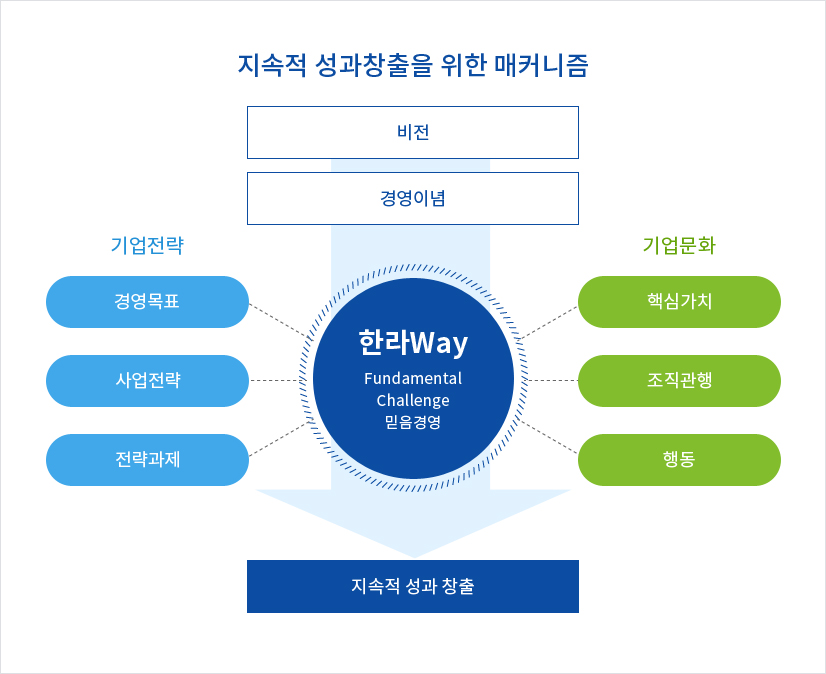 지속적 성과창출을 위한 매커니즘
비전
경영이념
기업전략
경영목표
사업전략
전략과제
한라Way
Fundamental
Challenge
믿음경영
기업문화
핵심가치
조직관행
행동
지속적 성과 창출